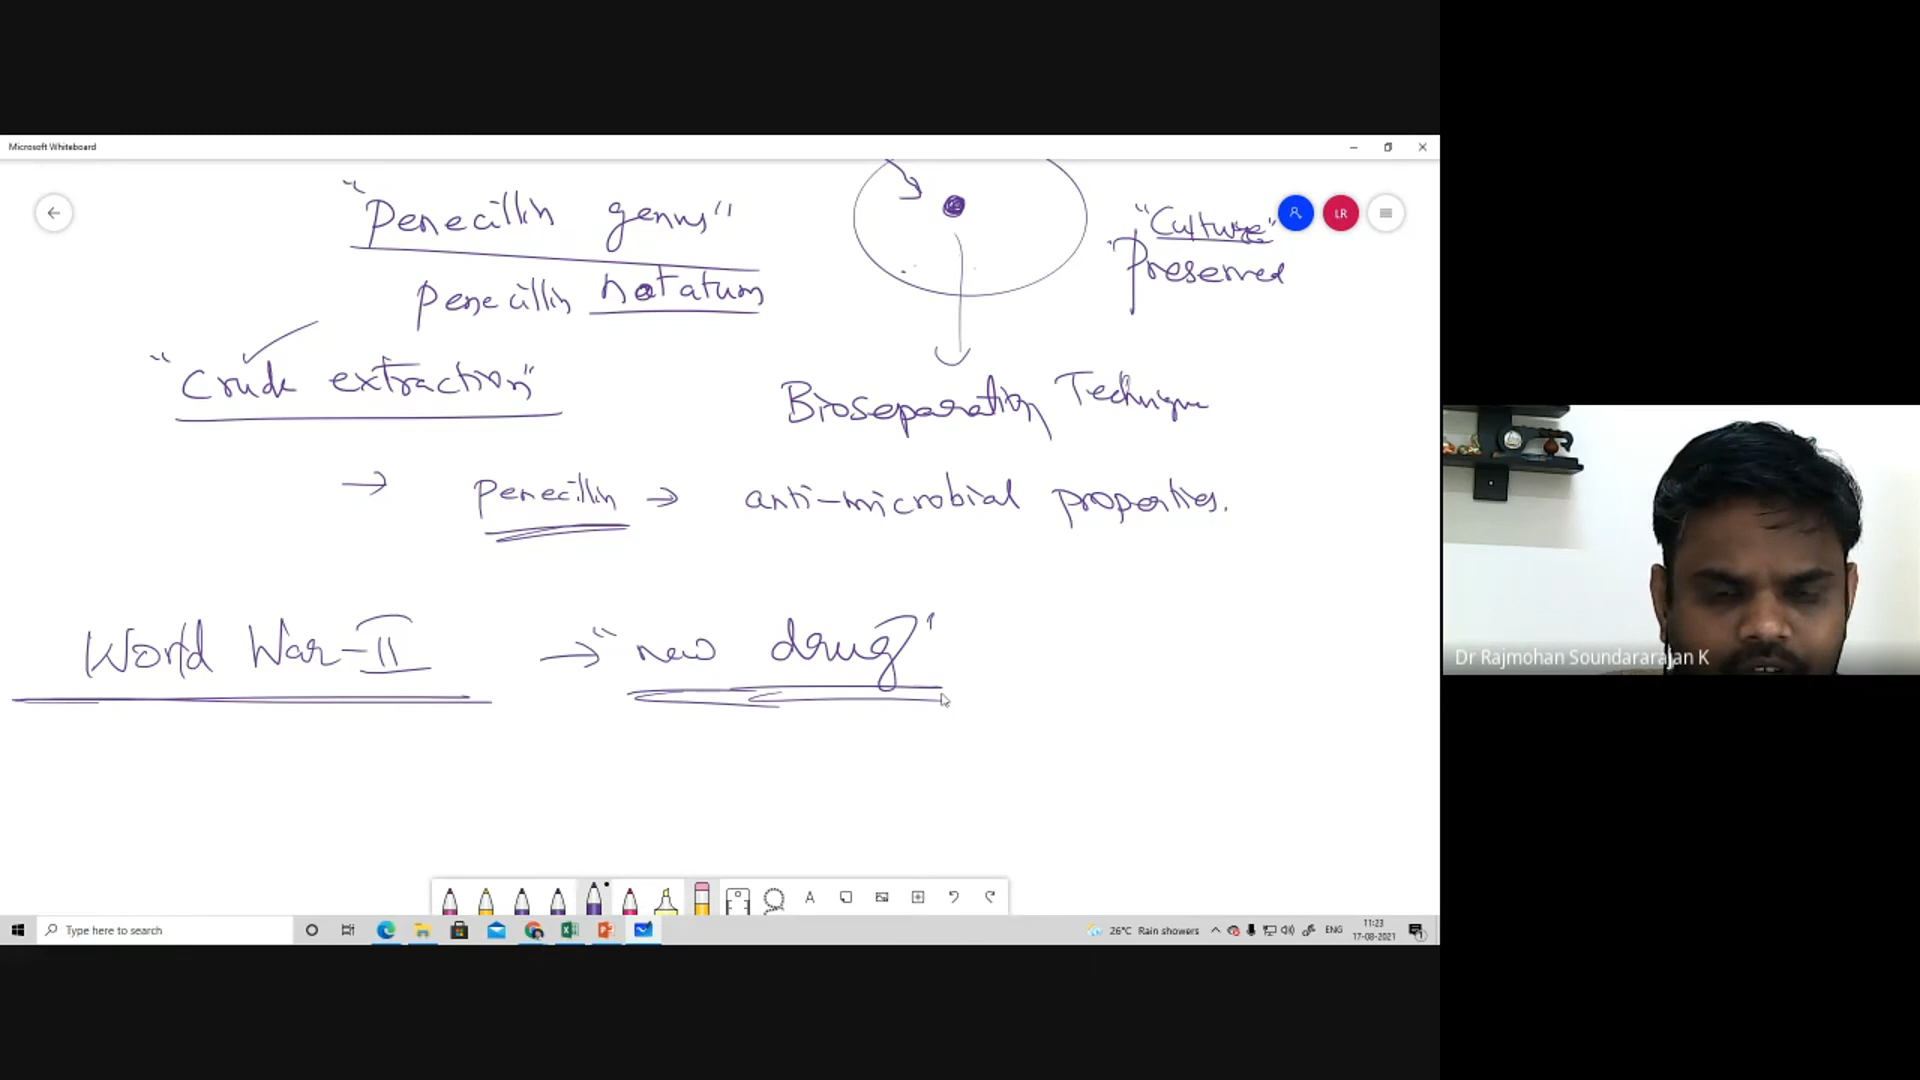 Microsoft Whiteboard
"Penecillin genus"
Penecillin notatum
"Culture"
"Preserved
LR
"Crude extraction"
Bioseparation Technique
→ Penecillin → anti-microbial properties.
World War-II → "new drug"
Dr Rajmohan Soundararajan K
A
Type here to search
26°C Rain showers
ENG
11:23
17-08-2021